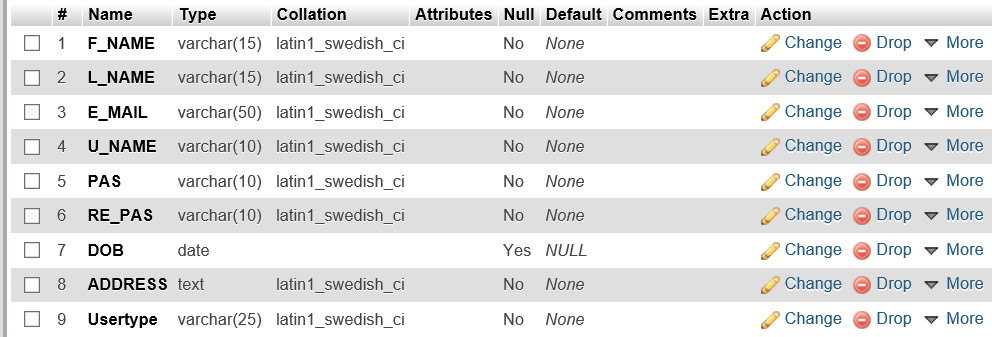 # Name Type Collation Attributes Null Default Comments Extra Action
1 F_NAME varchar(15) latin1_swedish_ci No None Change Drop More
2 L_NAME varchar(15) latin1_swedish_ci No None Change Drop More
3 E_MAIL varchar(50) latin1_swedish_ci No None Change Drop More
4 U_NAME varchar(10) latin1_swedish_ci No None Change Drop More
5 PAS varchar(10) latin1_swedish_ci No None Change Drop More
6 RE_PAS varchar(10) latin1_swedish_ci No None Change Drop More
7 DOB date Yes NULL Change Drop More
8 ADDRESS text latin1_swedish_ci No None Change Drop More
9 Usertype varchar(25) latin1_swedish_ci No None Change Drop More